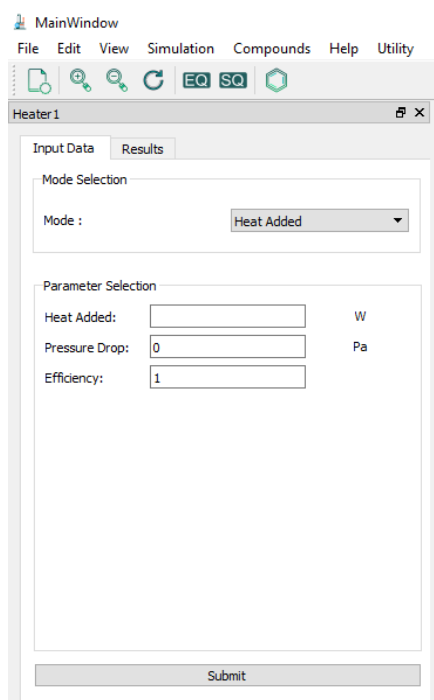 MainWindow
File Edit View Simulation Compounds Help Utility
EQ SQ
Heater1
Input Data Results
Mode Selection
Mode : Heat Added
Parameter Selection
Heat Added: W
Pressure Drop: 0 Pa
Efficiency: 1
Submit